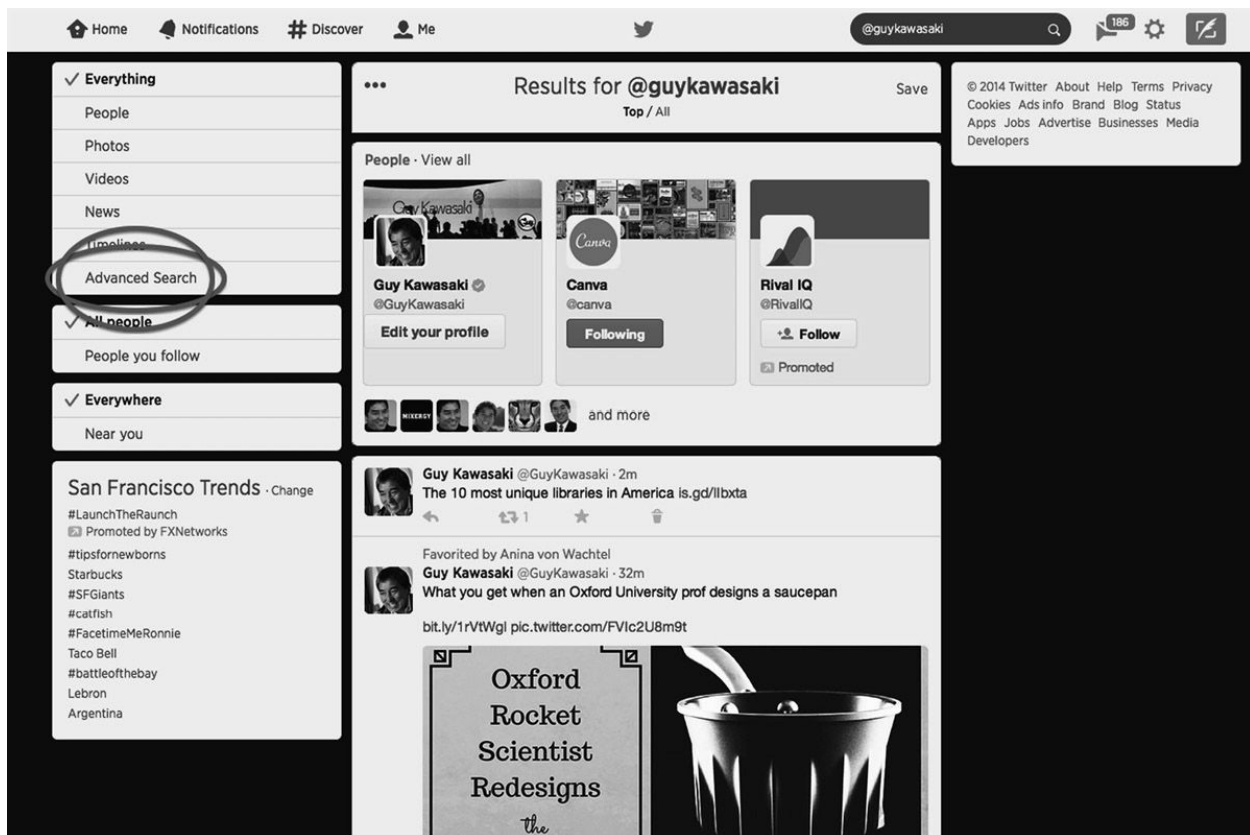 Home Notifications Discover Me @guykawasaki 186
Everything
People
Photos
Videos
News
Timelines
Advanced Search
All people
People you follow
Everywhere
Near you
San Francisco Trends · Change
#LaunchTheRaunch
Promoted by FXNetworks
#tipsfornewborns
Starbucks
#SFGiants
#catfish
#FacetimeMeRonnie
Taco Bell
#battleofthebay
Lebron
Argentina
••• Results for @guykawasaki Save
Top / All
People · View all
Guy Kawasaki
Canva
Guy Kawasaki
@GuyKawasaki
Edit your profile
Canva
@canva
Following
Rival IQ
@RivalIQ
Follow
Promoted
MIXERGY
and more
Guy Kawasaki @GuyKawasaki · 2m
The 10 most unique libraries in America is.gd/lIbxta
1
Favorited by Anina von Wachtel
Guy Kawasaki @GuyKawasaki · 32m
What you get when an Oxford University prof designs a saucepan
bit.ly/1rVtWgl pic.twitter.com/FVIc2U8m9t
Oxford
Rocket
Scientist
Redesigns
the
© 2014 Twitter About Help Terms Privacy
Cookies Ads info Brand Blog Status
Apps Jobs Advertise Businesses Media
Developers